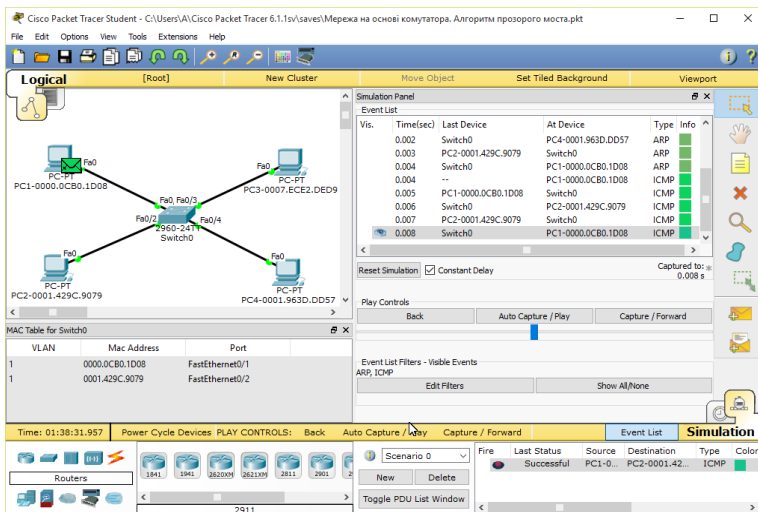 Cisco Packet Tracer Student - C:\Users\A\Cisco Packet Tracer 6.1.1sv\saves\Мережа на основі комутатора. Алгоритм прозорого моста.pkt
File Edit Options View Tools Extensions Help
Logical [Root] New Cluster Move Object Set Tiled Background Viewport
Fa0
PC-PT
PC1-0000.0CB0.1D08
Fa0
PC-PT
PC3-0007.ECE2.DED9
Fa0, Fa0/3
Fa0/2 Fa0/4
2960-24TT
Switch0
Fa0
PC-PT
PC2-0001.429C.9079
Fa0
PC-PT
PC4-0001.963D.DD57
MAC Table for Switch0
VLAN Mac Address Port
1 0000.0CB0.1D08 FastEthernet0/1
1 0001.429C.9079 FastEthernet0/2
Simulation Panel
Event List
Vis. Time(sec) Last Device At Device Type Info
0.002 Switch0 PC4-0001.963D.DD57 ARP
0.003 PC2-0001.429C.9079 Switch0 ARP
0.004 Switch0 PC1-0000.0CB0.1D08 ARP
0.004 -- PC1-0000.0CB0.1D08 ICMP
0.005 PC1-0000.0CB0.1D08 Switch0 ICMP
0.006 Switch0 PC2-0001.429C.9079 ICMP
0.007 PC2-0001.429C.9079 Switch0 ICMP
0.008 Switch0 PC1-0000.0CB0.1D08 ICMP
Reset Simulation Constant Delay Captured to: *
0.008 s
Play Controls
Back Auto Capture / Play Capture / Forward
Event List Filters - Visible Events
ARP, ICMP
Edit Filters Show All/None
Time: 01:38:31.957 Power Cycle Devices PLAY CONTROLS: Back Auto Capture / Play Capture / Forward Event List Simulation
Routers
1841 1941 2620XM 2621XM 2811 2901
2911
Scenario 0
New Delete
Toggle PDU List Window
Fire Last Status Source Destination Type Color
Successful PC1-0... PC2-0001.42... ICMP